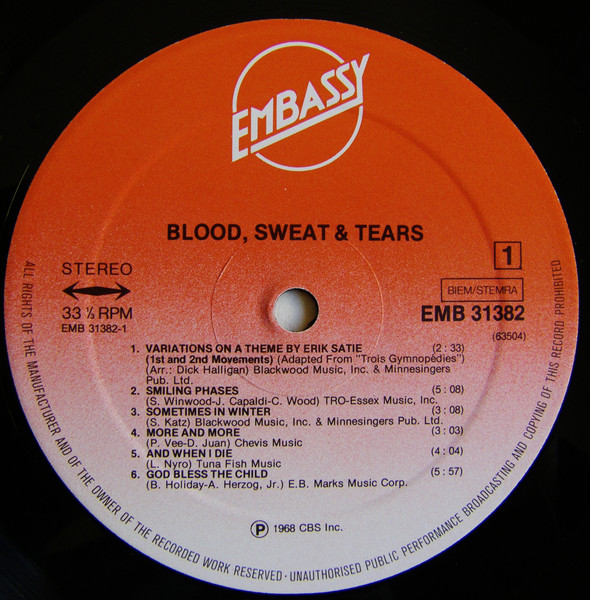 EMBASSY
BLOOD, SWEAT & TEARS
1
STEREO
BIEM/STEMRA
33 ⅓ RPM
EMB 31382
EMB 31382-1
(63504)
1. VARIATIONS ON A THEME BY ERIK SATIE (2 : 33)
(1st and 2nd Movements) (Adapted From "Trois Gymnopédies")
(Arr.: Dick Halligan) Blackwood Music, Inc. & Minnesingers
Pub. Ltd.
2. SMILING PHASES (5 : 08)
(S. Winwood-J. Capaldi-C. Wood) TRO-Essex Music, Inc.
3. SOMETIMES IN WINTER (3 : 08)
(S. Katz) Blackwood Music, Inc. & Minnesingers Pub. Ltd.
4. MORE AND MORE (3 : 03)
(P. Vee-D. Juan) Chevis Music
5. AND WHEN I DIE (4 : 04)
(L. Nyro) Tuna Fish Music
6. GOD BLESS THE CHILD (5 : 57)
(B. Holiday-A. Herzog, Jr.) E.B. Marks Music Corp.
Ⓟ 1968 CBS Inc.
ALL RIGHTS OF THE MANUFACTURER AND OF THE OWNER OF THE RECORDED WORK RESERVED · UNAUTHORISED PUBLIC PERFORMANCE BROADCASTING AND COPYING OF THIS RECORD PROHIBITED